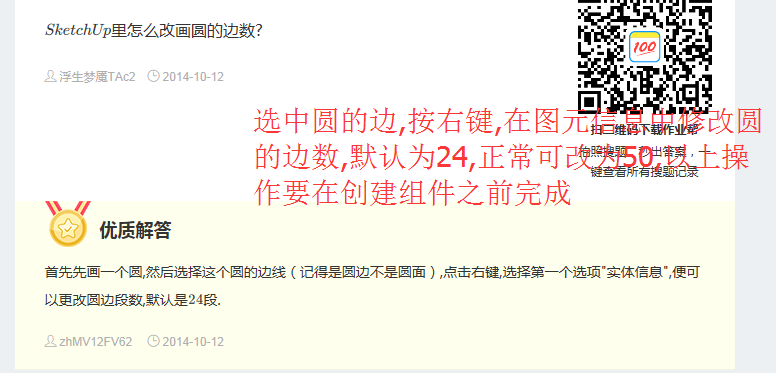 SketchUp里怎么改画圆的边数?
浮生梦魇TAc2 2014-10-12
100
选中圆的边,按右键,在图元信息中修改圆
的边数,默认为24,正常可改为50,以上操
作要在创建组件之前完成
扫二维码下载作业帮
拍照搜题，秒出答案，一
键查看所有搜题记录
优质解答
首先先画一个圆,然后选择这个圆的边线（记得是圆边不是圆面）,点击右键,选择第一个选项"实体信息",便可
以更改圆边段数,默认是24段.
zhMV12FV62 2014-10-12